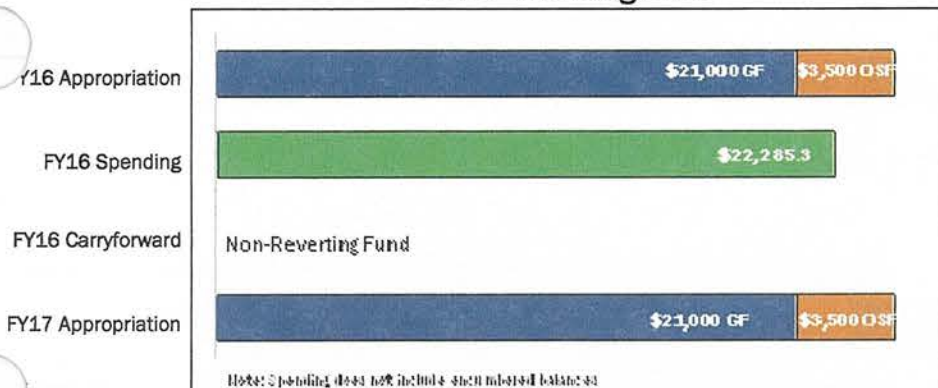 Y16 Appropriation
$21,000 GF $3,500 OSF
FY16 Spending
$22,285.3
FY16 Carryforward
Non-Reverting Fund
FY17 Appropriation
$21,000 GF $3,500 OSF
Note: Spending does not include encumbered balances